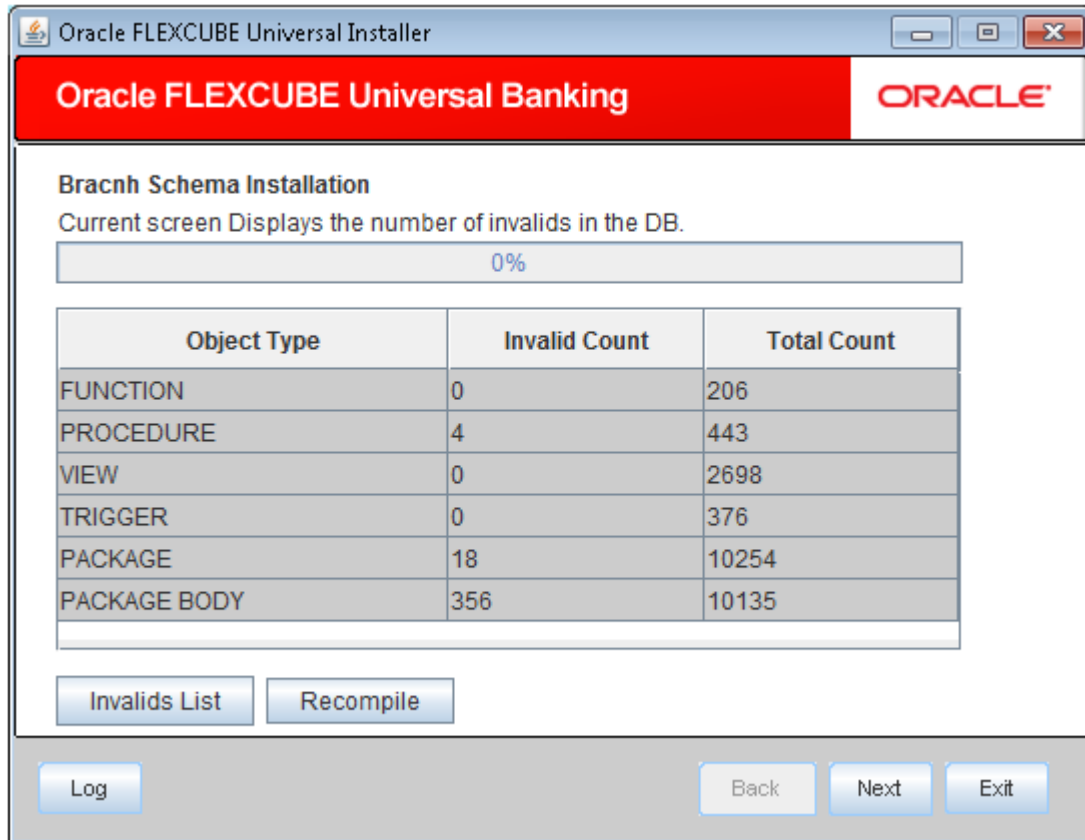 Oracle FLEXCUBE Universal Installer
Oracle FLEXCUBE Universal Banking ORACLE
Bracnh Schema Installation
Current screen Displays the number of invalids in the DB.
0%
Object Type Invalid Count Total Count
FUNCTION 0 206
PROCEDURE 4 443
VIEW 0 2698
TRIGGER 0 376
PACKAGE 18 10254
PACKAGE BODY 356 10135
Invalids List Recompile
Log Back Next Exit